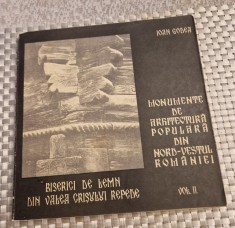 IOAN GODEA
MONUMENTE
DE
ARHITECTURĂ
POPULARĂ
DIN
NORD-VESTUL
ROMÂNIEI
BISERICI DE LEMN
DIN VALEA CRIȘULUI REPEDE
VOL. II